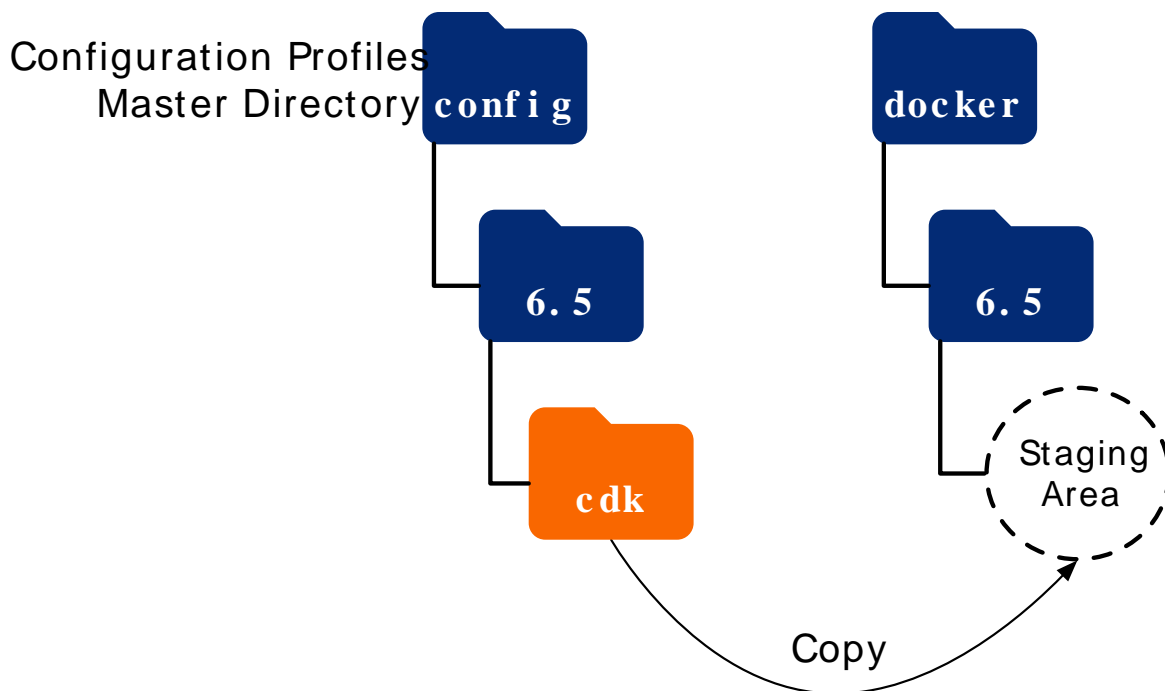 Configuration Profiles
Master Directory
config
docker
6.5
6.5
cdk
Staging
Area
Copy